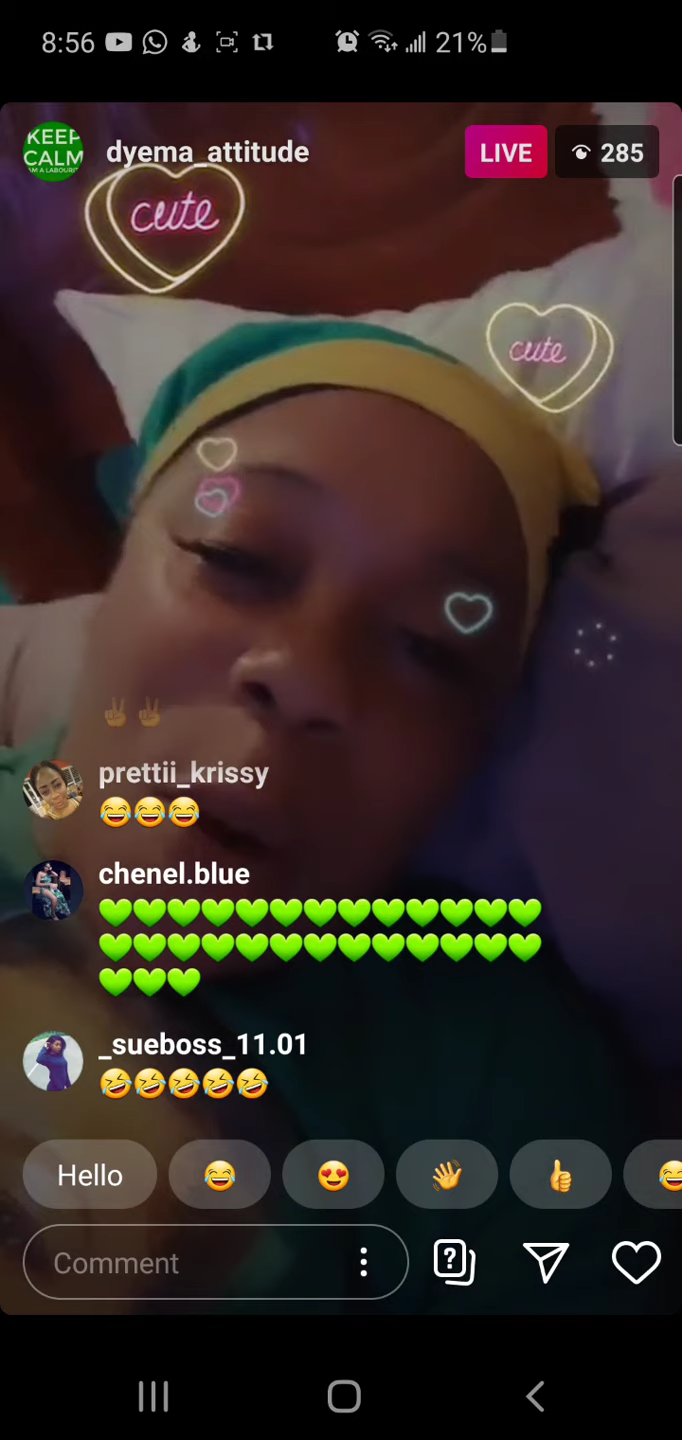 8:56 21%
KEEP
CALM
dyema_attitude LIVE 285
cute
cute
✌✌
prettii_krissy
😂😂😂
chenel.blue
💚💚💚💚💚💚💚💚💚💚💚💚💚
💚💚💚💚💚💚💚💚💚💚💚💚💚
💚💚💚
_sueboss_11.01
🤣🤣🤣🤣🤣
Hello 😂 😍 👋 👍 😂
Comment